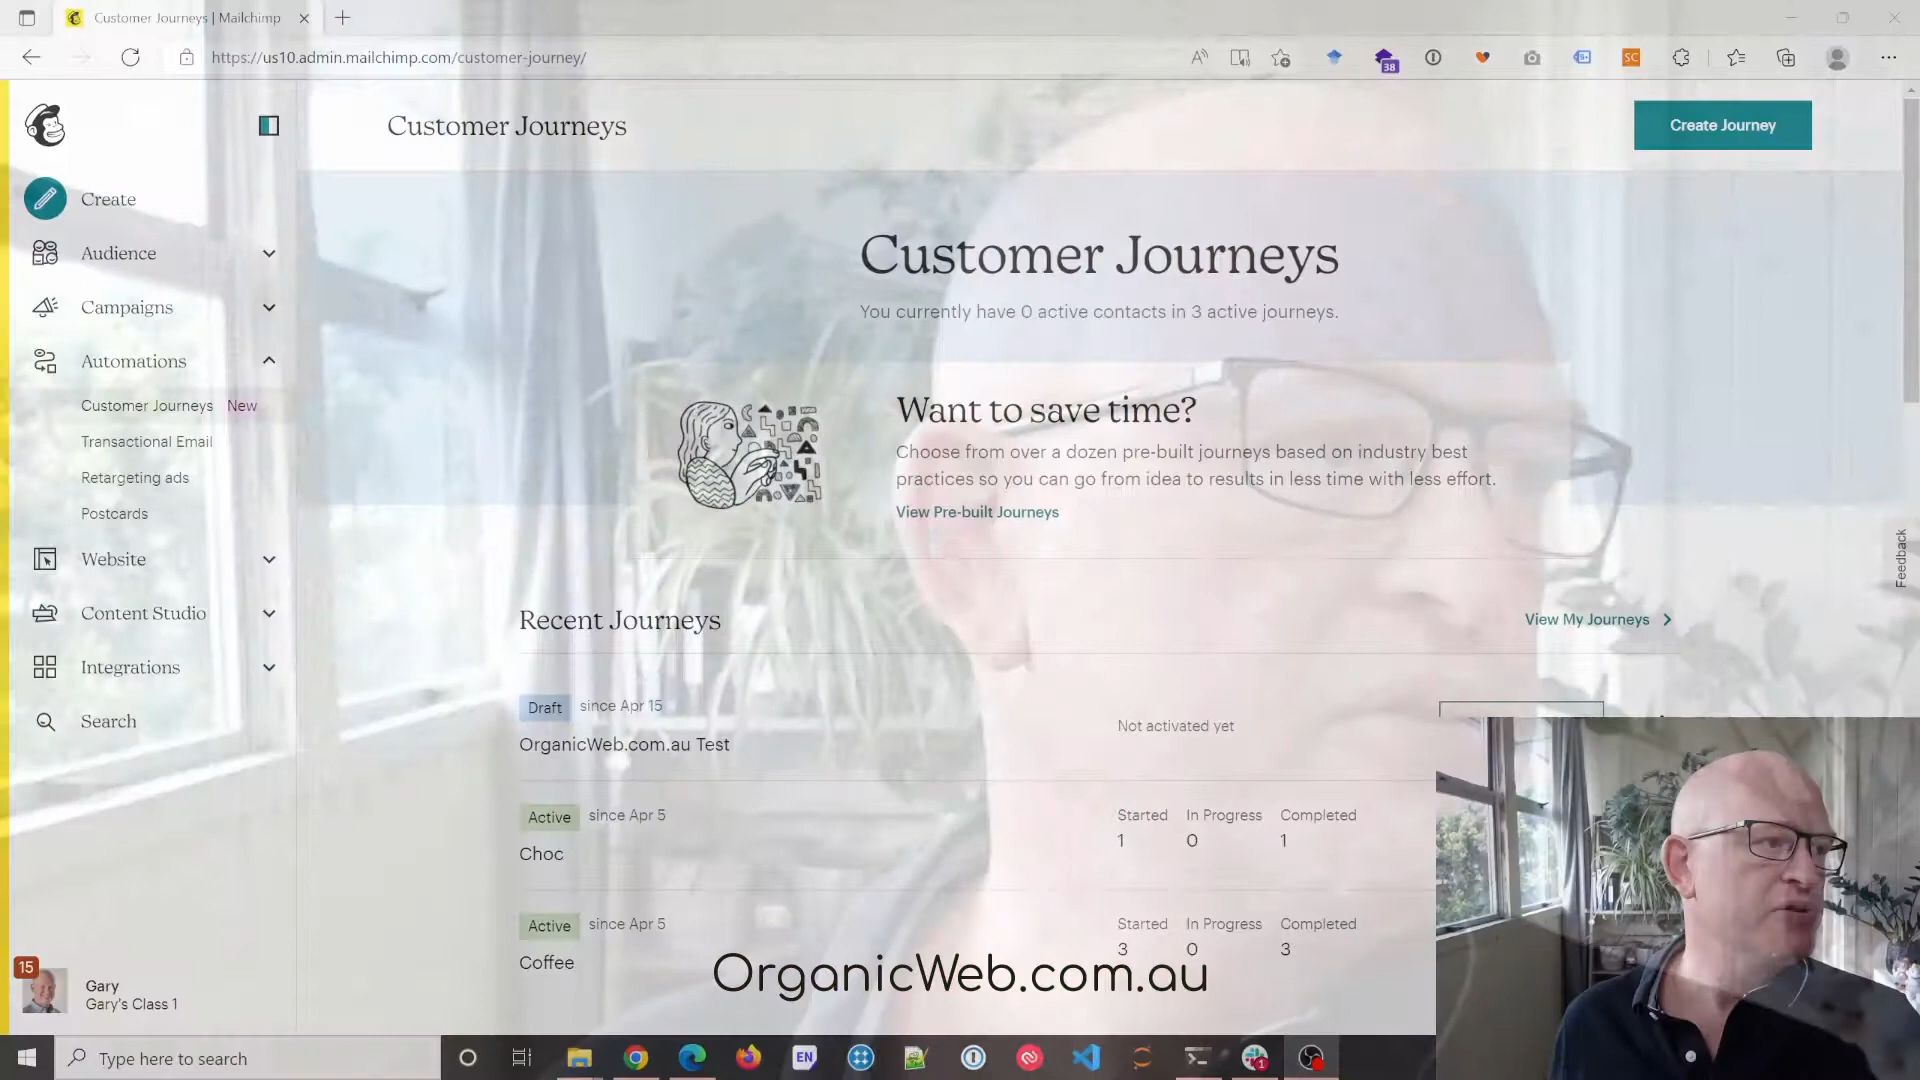 Customer Journeys | Mailchimp
https://us10.admin.mailchimp.com/customer-journey/
38
SC
Customer Journeys
Create Journey
Create
Audience
Campaigns
Automations
Customer Journeys New
Transactional Email
Retargeting ads
Postcards
Website
Content Studio
Integrations
Search
15
Gary
Gary's Class 1
Customer Journeys
You currently have 0 active contacts in 3 active journeys.
Want to save time?
Choose from over a dozen pre-built journeys based on industry best
practices so you can go from idea to results in less time with less effort.
View Pre-built Journeys
Feedback
Recent Journeys
View My Journeys
Draft since Apr 15
OrganicWeb.com.au Test
Not activated yet
Active since Apr 5
Choc
Started In Progress Completed
1 0 1
Active since Apr 5
Coffee
Started In Progress Completed
3 0 3
OrganicWeb.com.au
Type here to search
EN
1